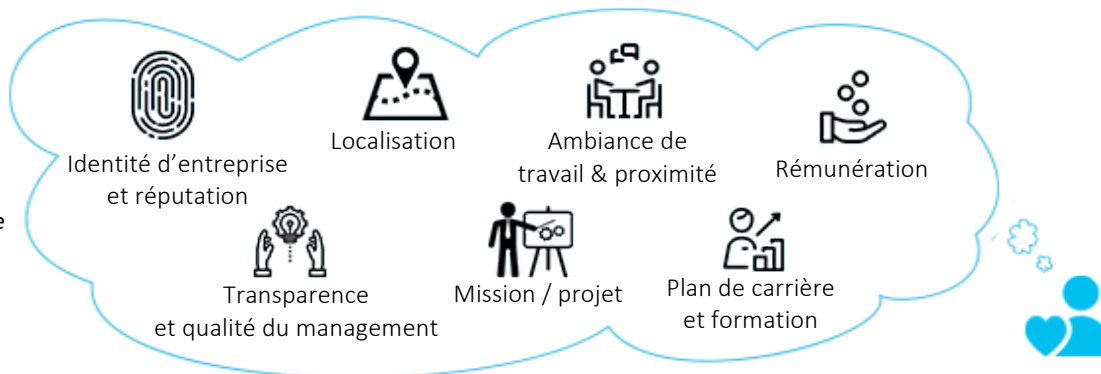 Identité d'entreprise
et réputation
Localisation
Ambiance de
travail & proximité
Rémunération
e
Transparence
et qualité du management
Mission / projet
Plan de carrière
et formation